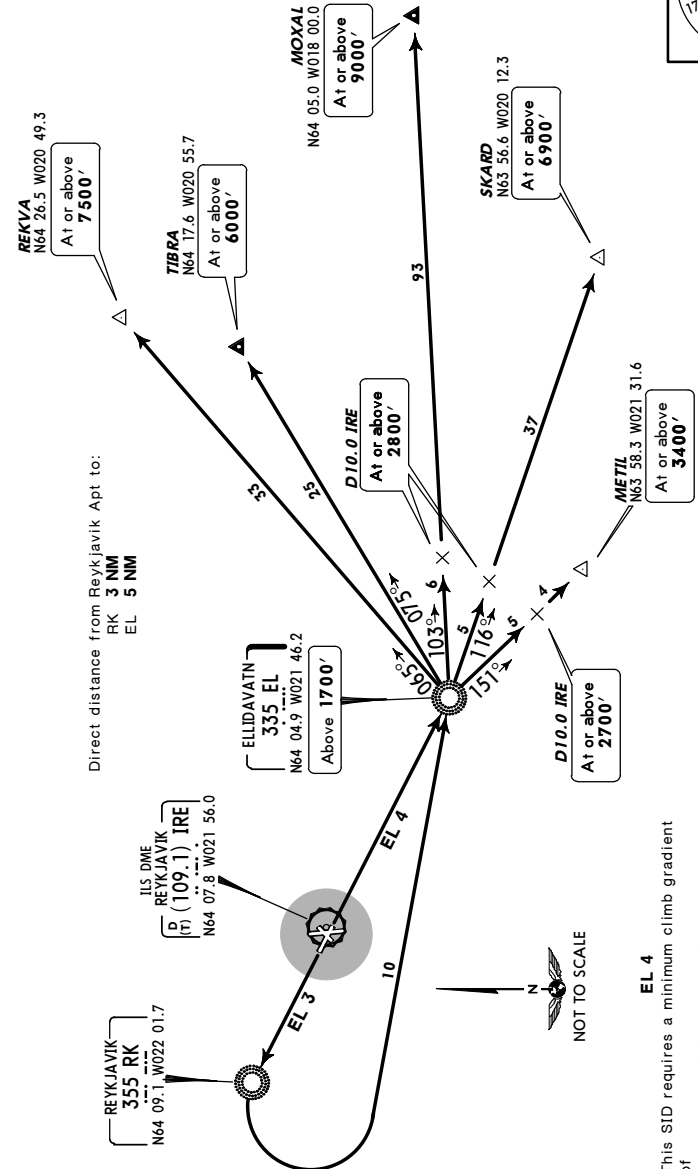 REKVA
N64 26.5 W020 49.3
At or above
7500'
TIBRA
N64 17.6 W020 55.7
At or above
6000'
MOXAL
N64 05.0 W018 00.0
At or above
9000'
SKARD
N63 56.6 W020 12.3
At or above
6900'
METIL
N63 58.3 W021 31.6
At or above
3400'
D10.0 IRE
At or above
2800'
D10.0 IRE
At or above
2700'
Direct distance from Reykjavik Apt to:
RK 3 NM
EL 5 NM
ELLIDAVATN
335 EL
N64 04.9 W021 46.2
Above 1700'
ILS DME
REYKJAVIK
D
(T)
(109.1) IRE
N64 07.8 W021 56.0
REYKJAVIK
355 RK
N64 09.1 W022 01.7
33
25
93
37
065°
075°
103°
6
116°
5
151°
5
4
EL 4
EL 3
10
N
NOT TO SCALE
EL 4
This SID requires a minimum climb gradient
of